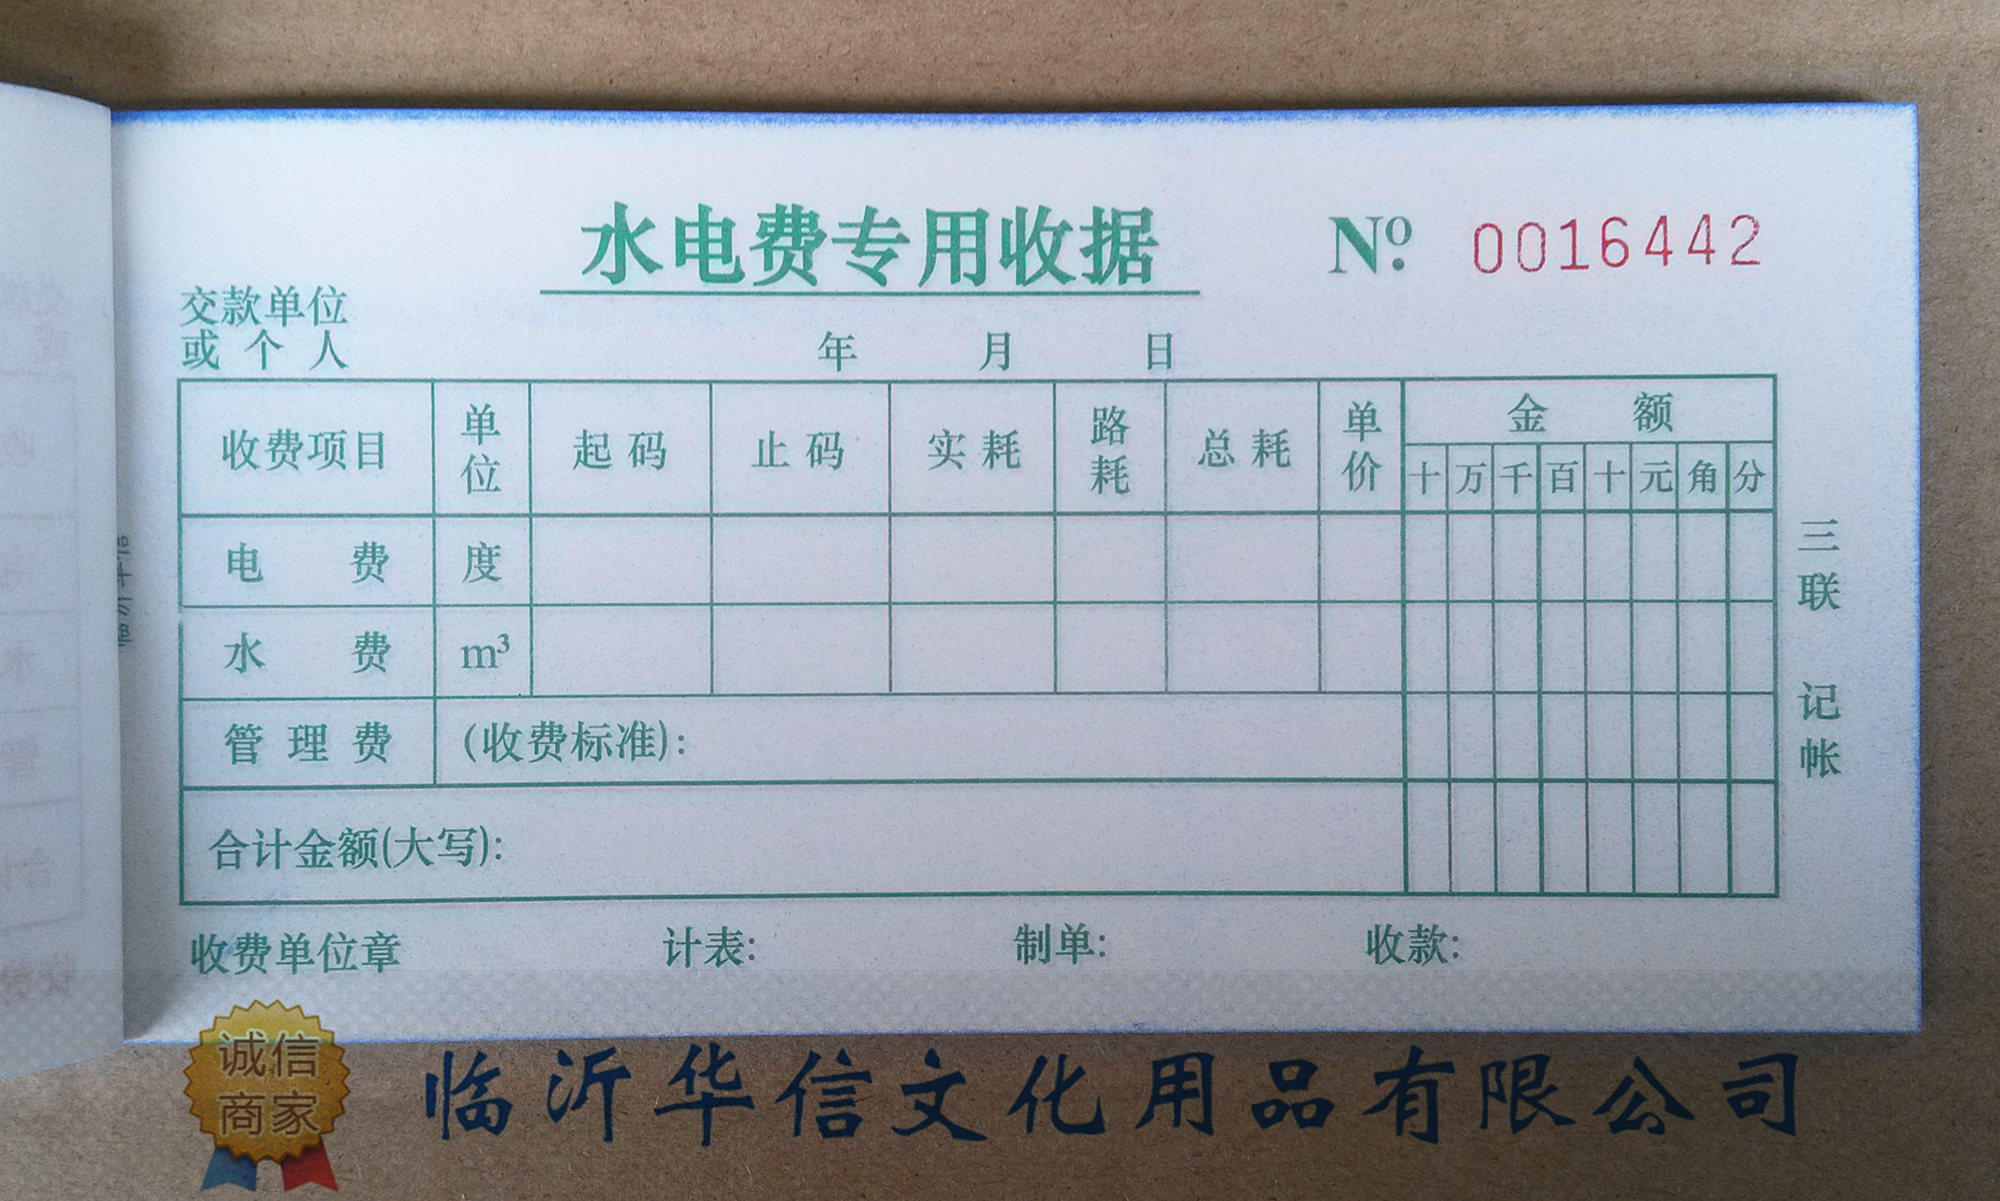 水电费专用收据 № 0016442
交款单位
或个人 年 月 日
收费项目 单位 起码 止码 实耗 路耗 总耗 单价 金额
十 万 千 百 十 元 角 分
电费 度
水费 m³
管理费 (收费标准):
合计金额(大写):
三联 记帐
收费单位章 计表: 制单: 收款:
诚信
商家
临沂华信文化用品有限公司